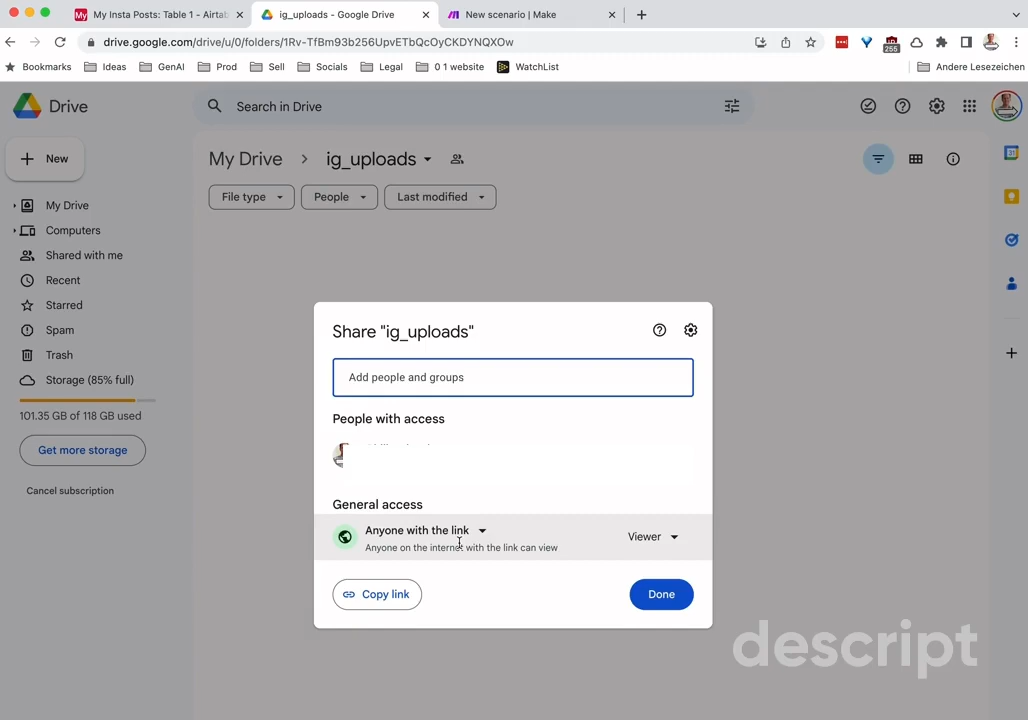 My Insta Posts: Table 1 - Airtab
ig_uploads - Google Drive
New scenario | Make
drive.google.com/drive/u/0/folders/1Rv-TfBm93b256UpvETbQcOyCKDYNQXOw
255
Bookmarks
Ideas
GenAI
Prod
Sell
Socials
Legal
0 1 website
WatchList
Andere Lesezeichen
Drive
Search in Drive
New
My Drive
Computers
Shared with me
Recent
Starred
Spam
Trash
Storage (85% full)
101.35 GB of 118 GB used
Get more storage
Cancel subscription
My Drive > ig_uploads
File type
People
Last modified
31
Share "ig_uploads"
Add people and groups
People with access
General access
Anyone with the link
Anyone on the internet with the link can view
Viewer
Copy link
Done
descript